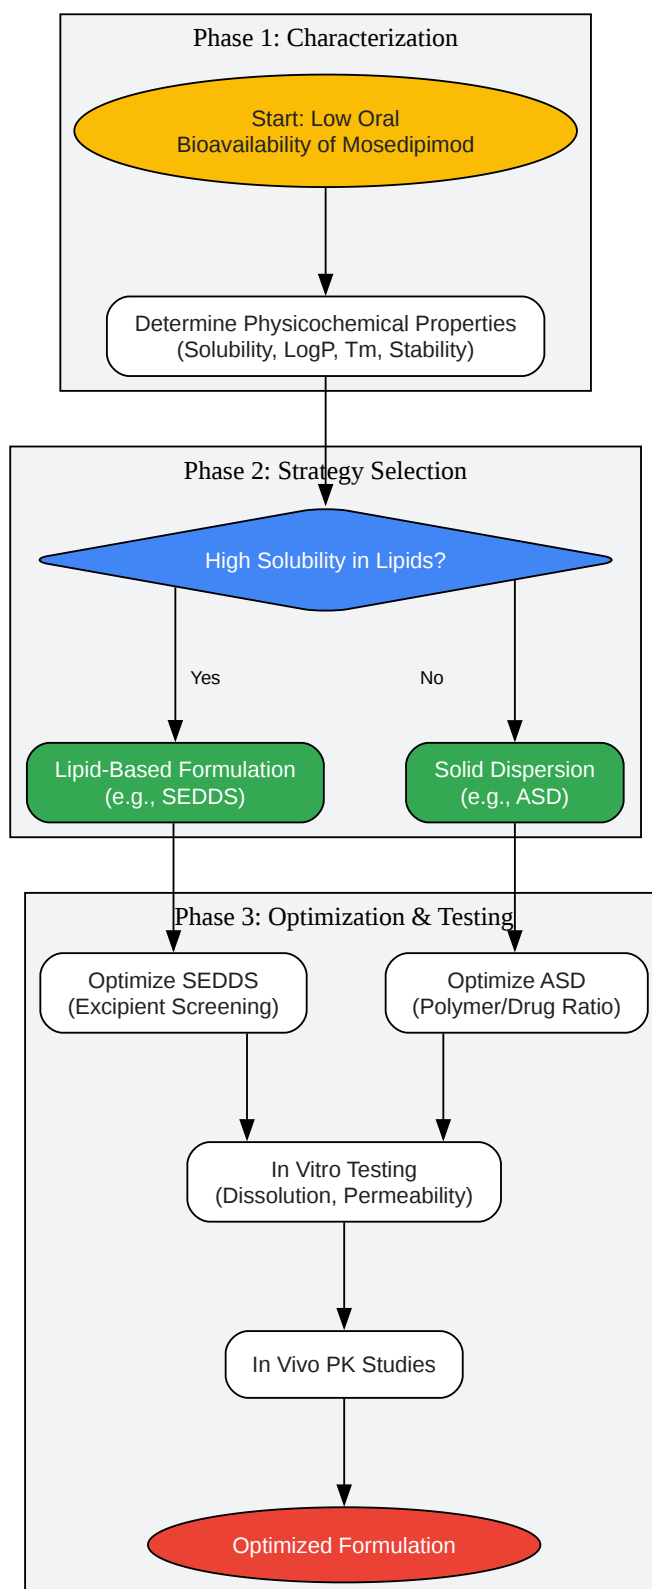 Phase 1: Characterization
Start: Low Oral
Bioavailability of Mosedipimod
Determine Physicochemical Properties
(Solubility, LogP, Tm, Stability)
Phase 2: Strategy Selection
High Solubility in Lipids?
Yes
No
Lipid-Based Formulation
(e.g., SEDDS)
Solid Dispersion
(e.g., ASD)
Phase 3: Optimization & Testing
Optimize SEDDS
(Excipient Screening)
Optimize ASD
(Polymer/Drug Ratio)
In Vitro Testing
(Dissolution, Permeability)
In Vivo PK Studies
Optimized Formulation